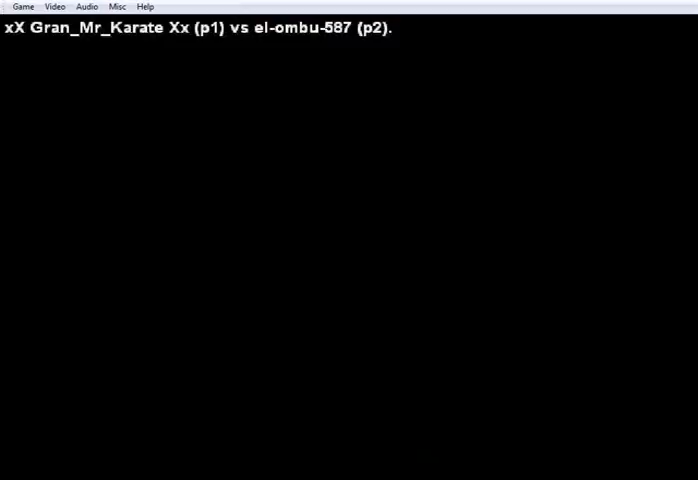 Game Video Audio Misc Help
xX Gran_Mr_Karate Xx (p1) vs el-ombu-587 (p2).